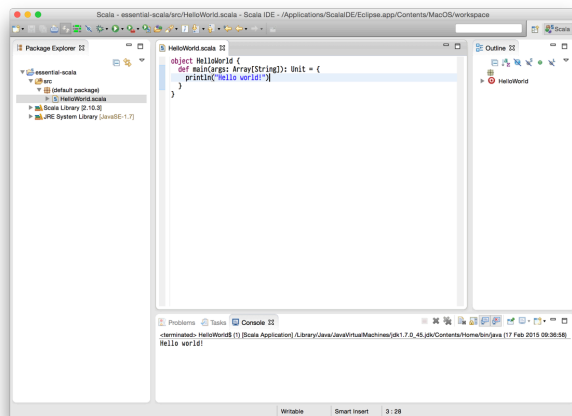 Scala - essential-scala/src/HelloWorld.scala - Scala IDE - /Applications/ScalaIDE/Eclipse.app/Contents/MacOS/workspace
Scala
Package Explorer
essential-scala
src
(default package)
HelloWorld.scala
Scala Library [2.10.3]
JRE System Library [JavaSE-1.7]
HelloWorld.scala
object HelloWorld {
def main(args: Array[String]): Unit = {
println("Hello world!")
}
}
Outline
HelloWorld
Problems Tasks Console
<terminated> HelloWorld$ (1) [Scala Application] /Library/Java/JavaVirtualMachines/jdk1.7.0_45.jdk/Contents/Home/bin/java (17 Feb 2015 09:36:58)
Hello world!
Writable Smart Insert 3 : 28